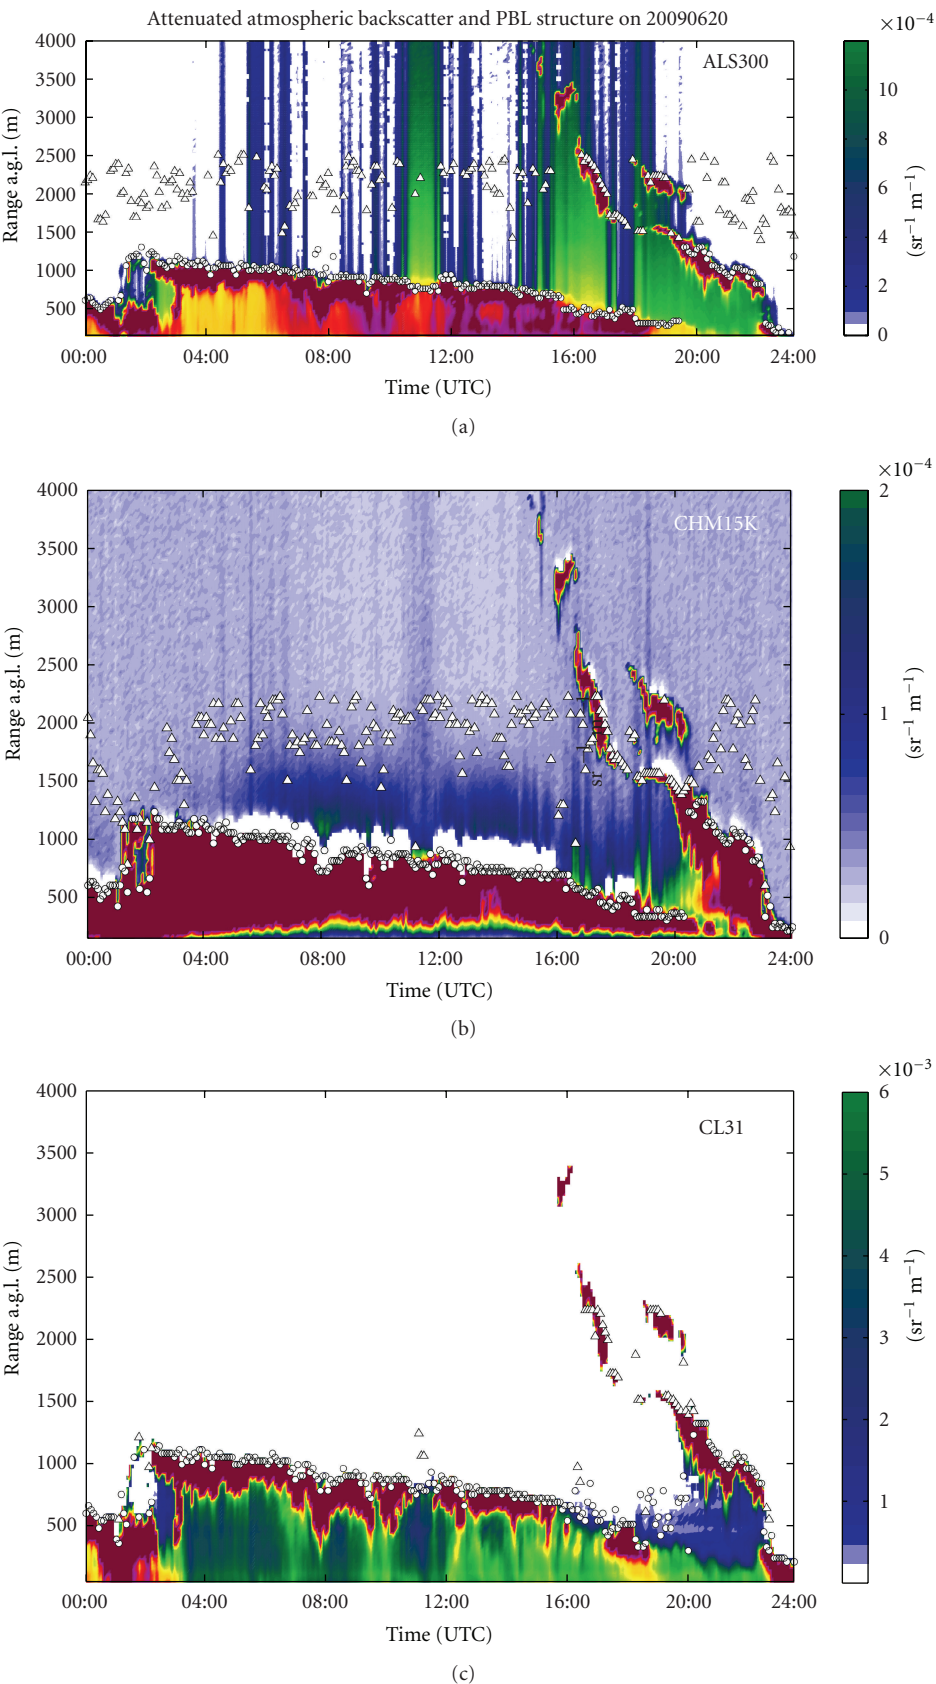 Attenuated atmospheric backscatter and PBL structure on 20090620
×10⁻⁴
ALS300
4000
3500
3000
2500
2000
1500
1000
500
Range a.g.l. (m)
00:00 04:00 08:00 12:00 16:00 20:00 24:00
Time (UTC)
10
8
6
4
2
0
(sr⁻¹ m⁻¹)
(a)
×10⁻⁴
CHM15K
4000
3500
3000
2500
2000
1500
1000
500
Range a.g.l. (m)
sr
00:00 04:00 08:00 12:00 16:00 20:00 24:00
Time (UTC)
2
1
0
(sr⁻¹ m⁻¹)
(b)
×10⁻³
CL31
4000
3500
3000
2500
2000
1500
1000
500
Range a.g.l. (m)
00:00 04:00 08:00 12:00 16:00 20:00 24:00
Time (UTC)
6
5
4
3
2
1
(sr⁻¹ m⁻¹)
(c)